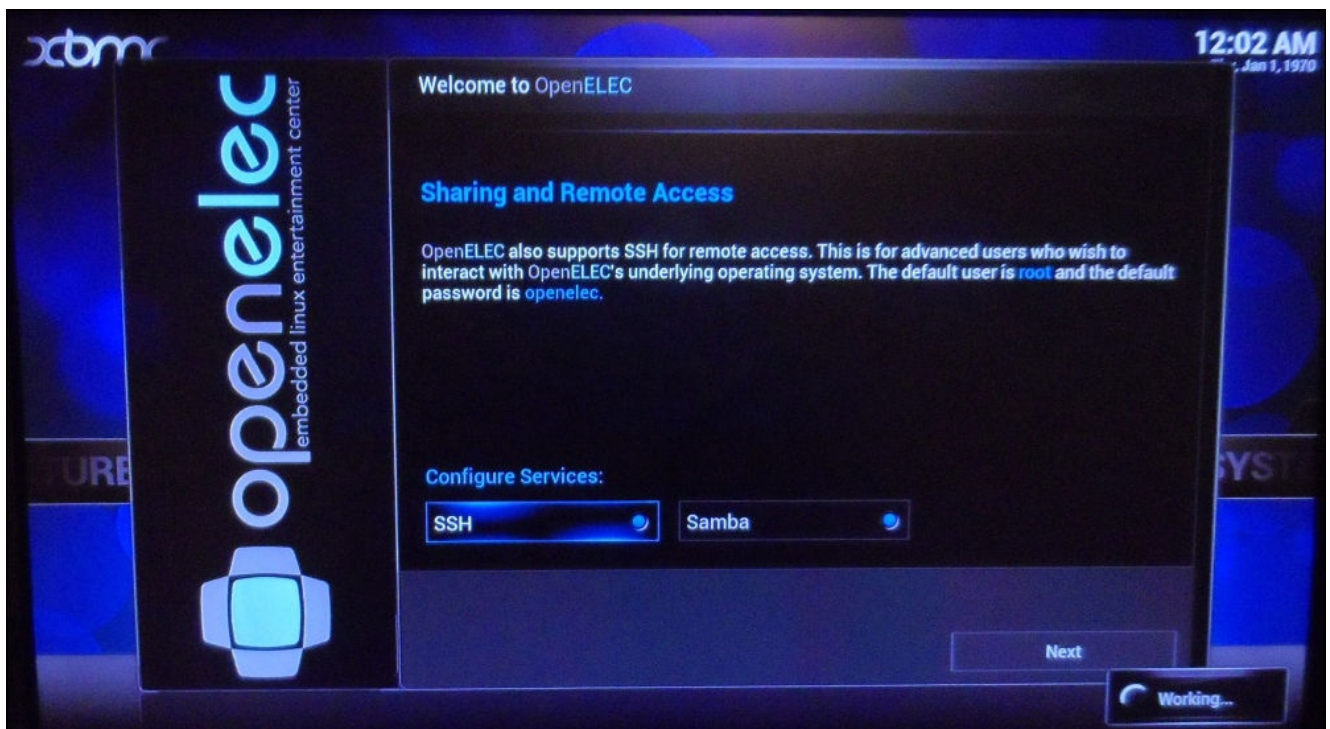 xbmc
12:02 AM
Jan 1, 1970
openelec
embedded linux entertainment center
Welcome to OpenELEC
Sharing and Remote Access
OpenELEC also supports SSH for remote access. This is for advanced users who wish to
interact with OpenELEC's underlying operating system. The default user is root and the default
password is openelec.
URE
SYST
Configure Services:
SSH
Samba
Next
Working...